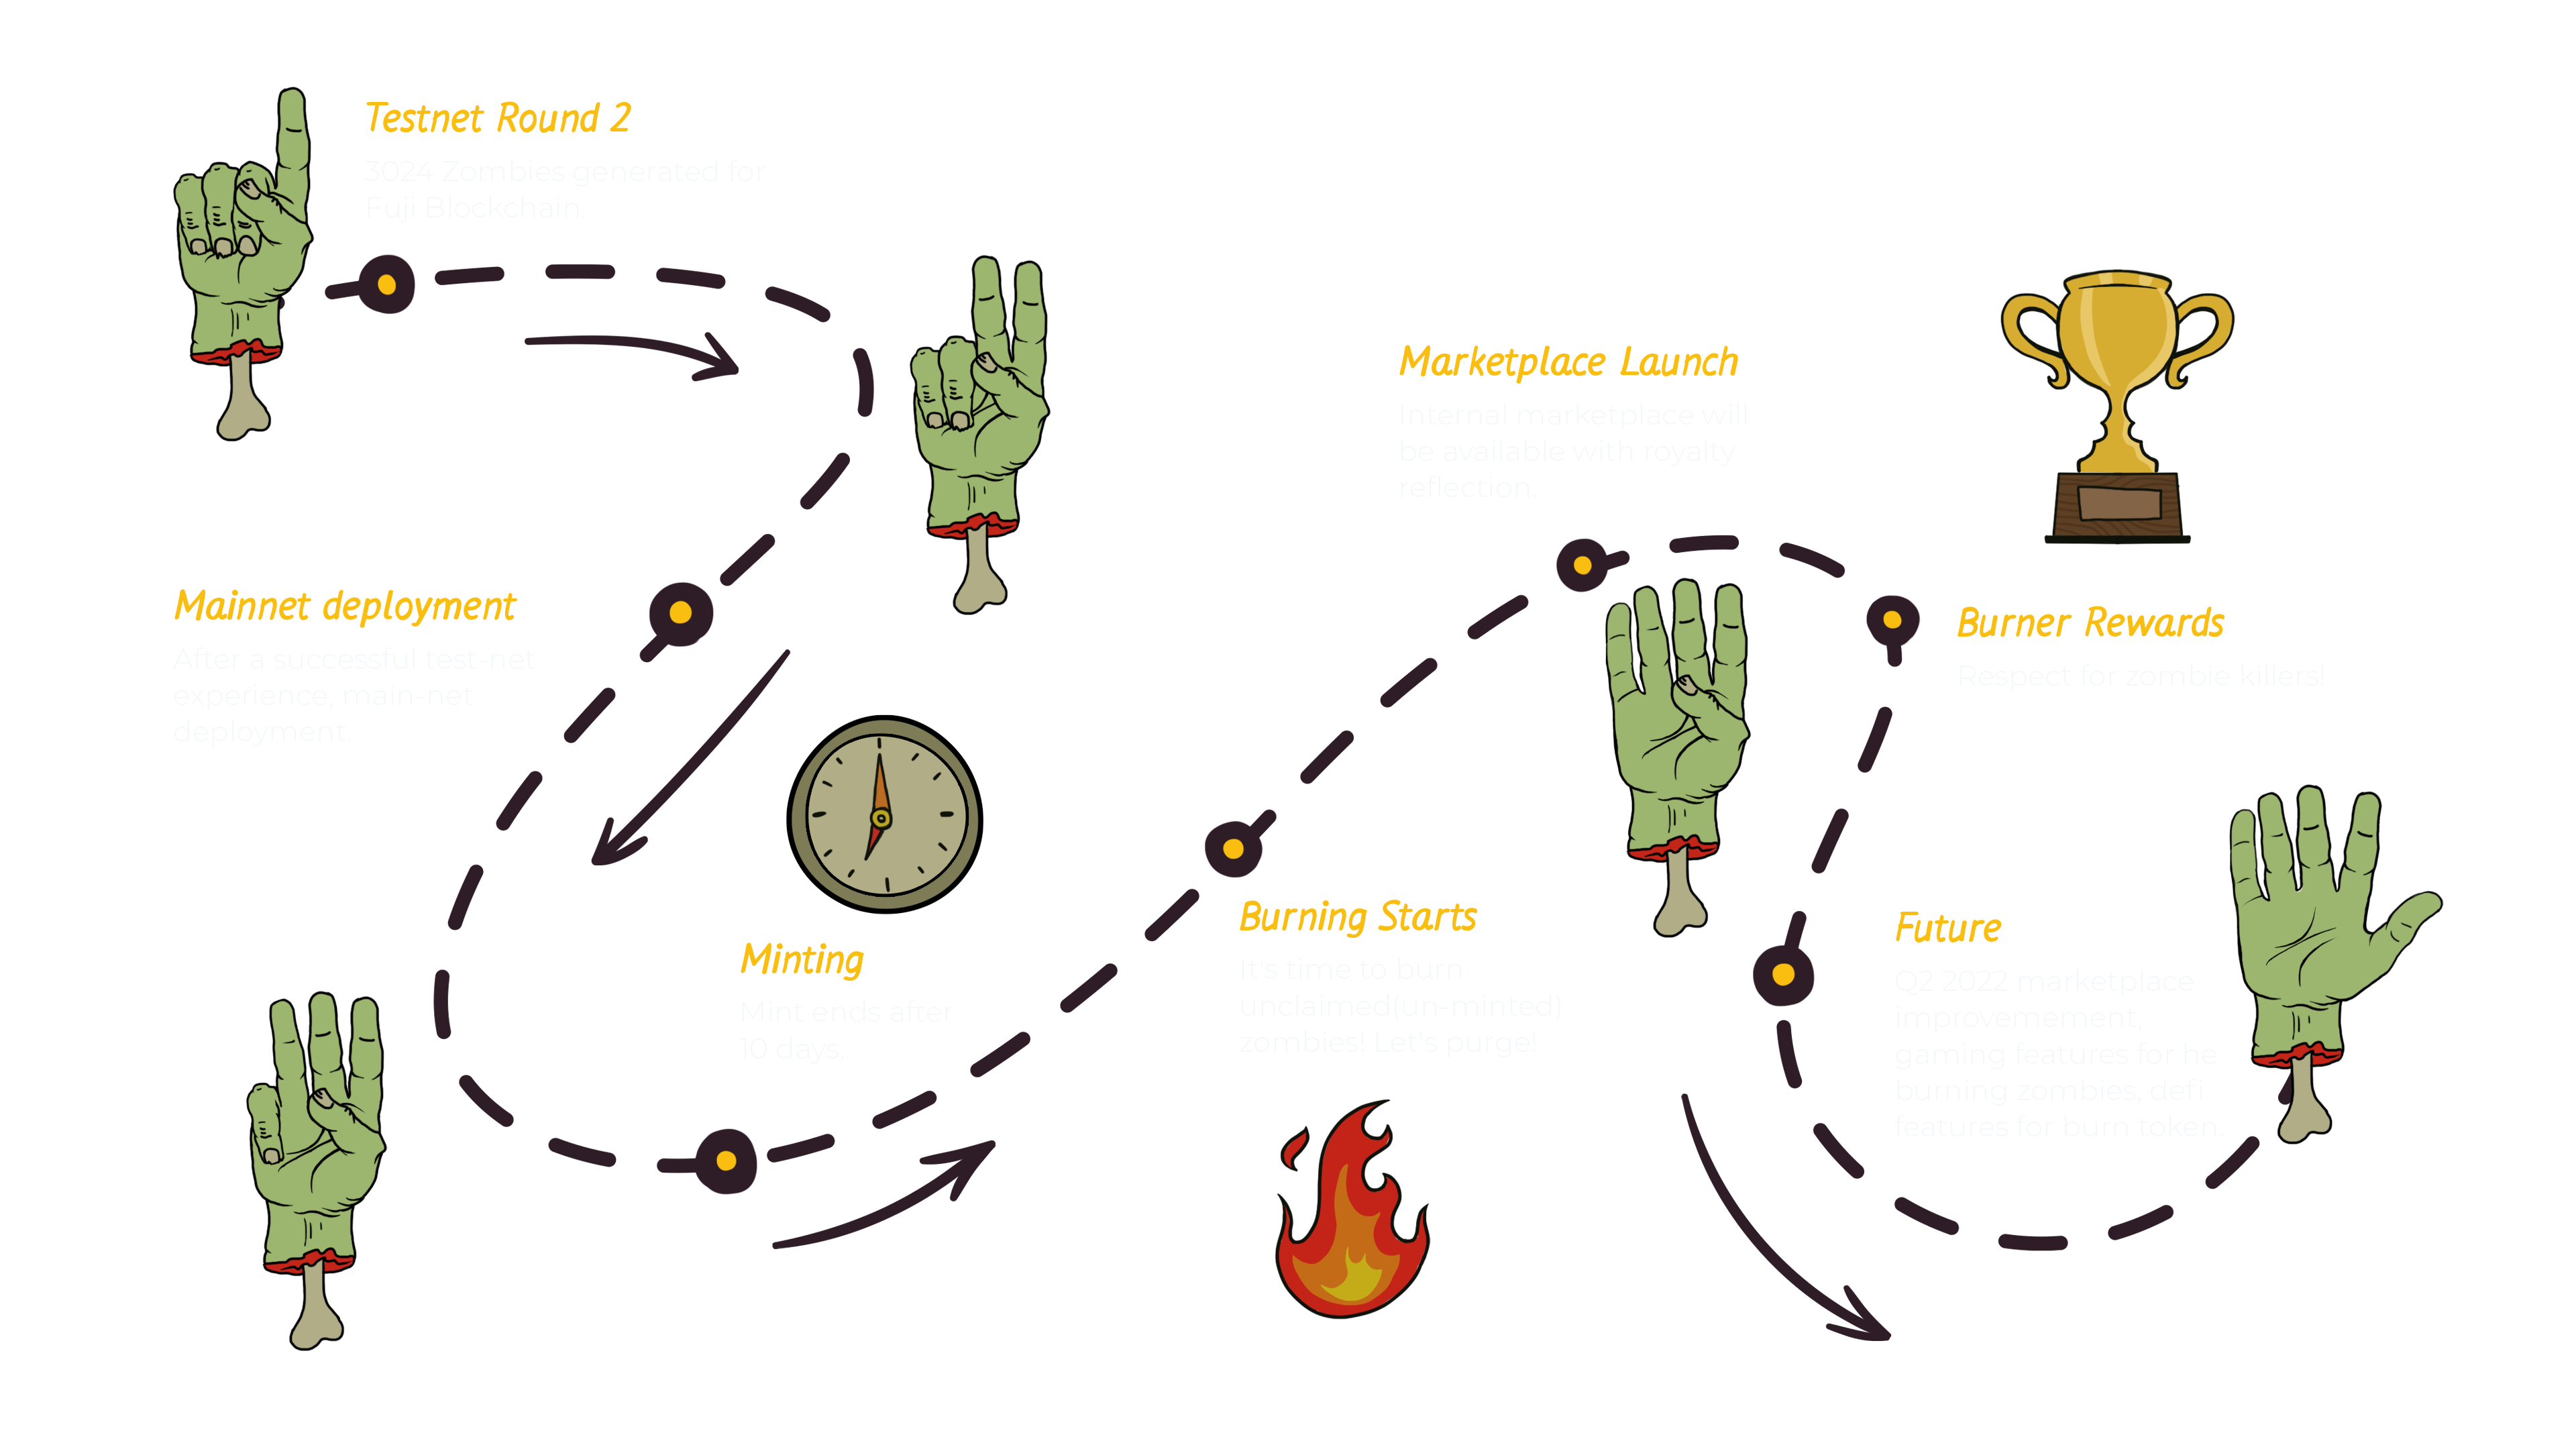 Testnet Round 2
3024 Zombies generated for
Fuji Blockchain.
Mainnet deployment
After a successful test-net
experience, main-net
deployment.
Minting
Mint ends after
10 days.
Burning Starts
It's time to burn
unclaimed(un-minted)
zombies! Let's purge!
Marketplace Launch
Internal marketplace will
be available with royalty
reflection.
Burner Rewards
Respect for zombie killers!
Future
Q2 2022 marketplace
improvemement,
gaming features for he
burning zombies, defi
features for burn token.